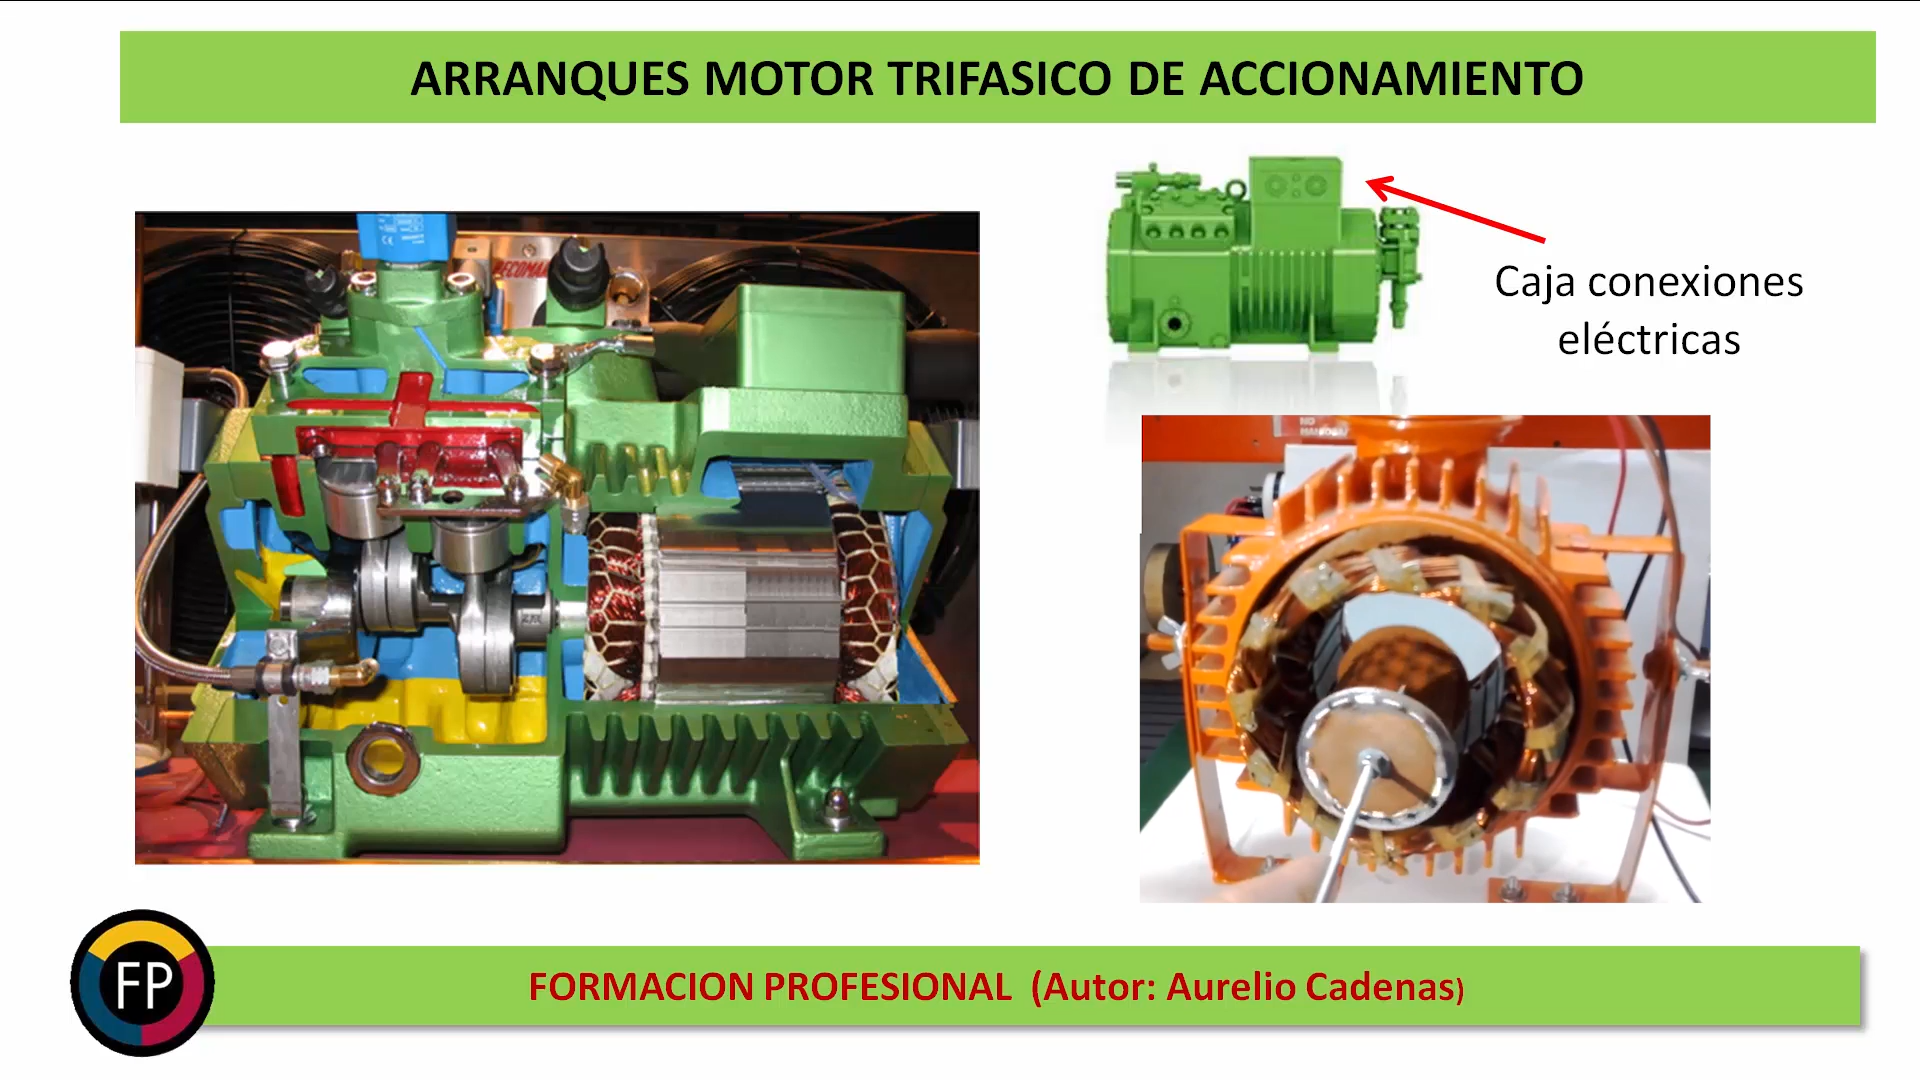 ARRANQUES MOTOR TRIFASICO DE ACCIONAMIENTO
Caja conexiones
eléctricas
FP
FORMACION PROFESIONAL  (Autor: Aurelio Cadenas)